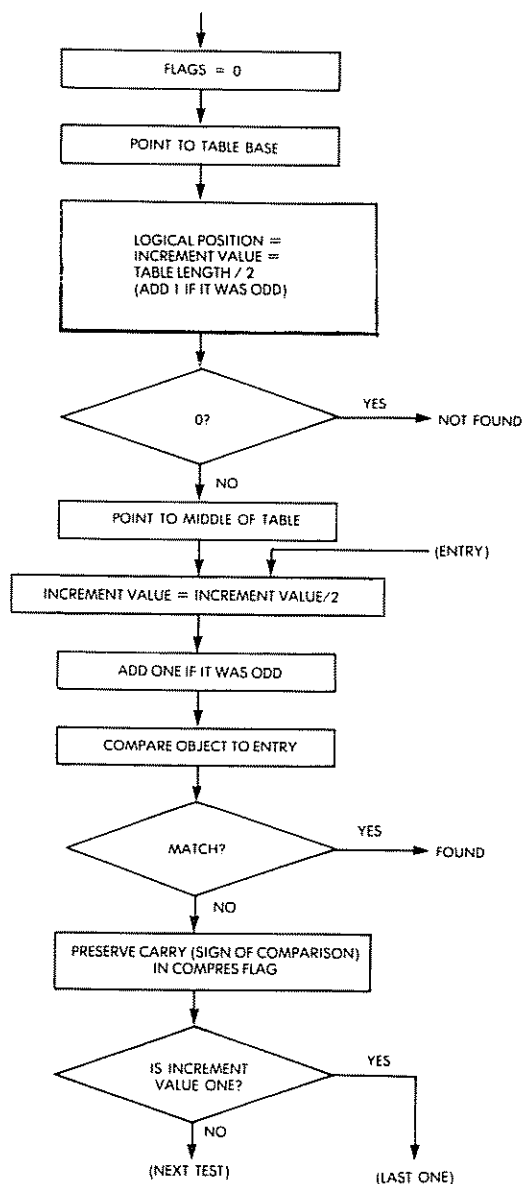 FLAGS = 0
POINT TO TABLE BASE
LOGICAL POSITION =
INCREMENT VALUE =
TABLE LENGTH / 2
(ADD 1 IF IT WAS ODD)
0?
YES
NOT FOUND
NO
POINT TO MIDDLE OF TABLE
(ENTRY)
INCREMENT VALUE = INCREMENT VALUE/2
ADD ONE IF IT WAS ODD
COMPARE OBJECT TO ENTRY
MATCH?
YES
FOUND
NO
PRESERVE CARRY (SIGN OF COMPARISON)
IN COMPRES FLAG
IS INCREMENT
VALUE ONE?
YES
NO
(NEXT TEST)
(LAST ONE)